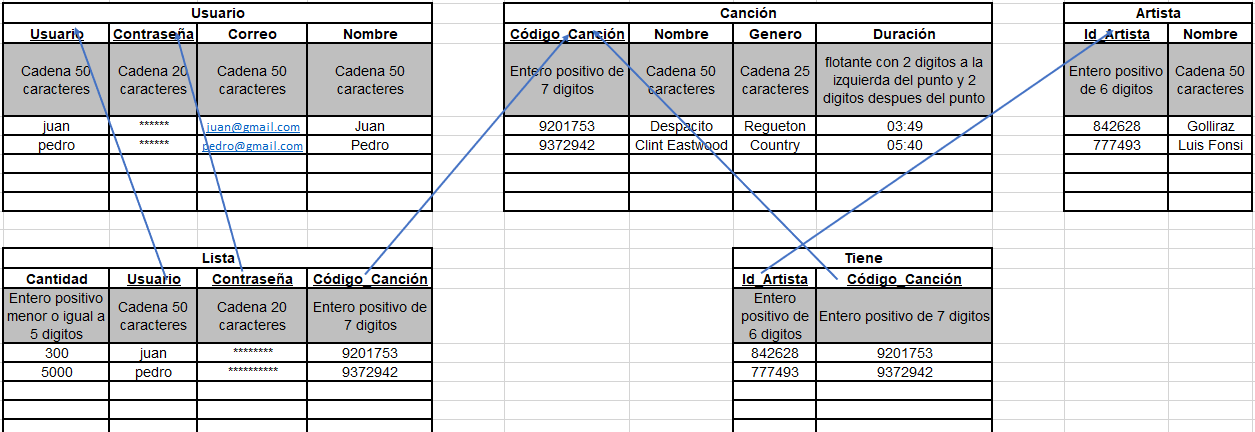 Usuario
Usuario Contraseña Correo Nombre
Cadena 50 caracteres Cadena 20 caracteres Cadena 50 caracteres Cadena 50 caracteres
juan ****** juan@gmail.com Juan
pedro ****** pedro@gmail.com Pedro
Canción
Código_Canción Nombre Genero Duración
Entero positivo de 7 digitos Cadena 50 caracteres Cadena 25 caracteres flotante con 2 digitos a la izquierda del punto y 2 digitos despues del punto
9201753 Despacito Regueton 03:49
9372942 Clint Eastwood Country 05:40
Artista
Id_Artista Nombre
Entero positivo de 6 digitos Cadena 50 caracteres
842628 Golliraz
777493 Luis Fonsi
Lista
Cantidad Usuario Contraseña Código_Canción
Entero positivo menor o igual a 5 digitos Cadena 50 caracteres Cadena 20 caracteres Entero positivo de 7 digitos
300 juan ******** 9201753
5000 pedro ********** 9372942
Tiene
Id_Artista Código_Canción
Entero positivo de 6 digitos Entero positivo de 7 digitos
842628 9201753
777493 9372942